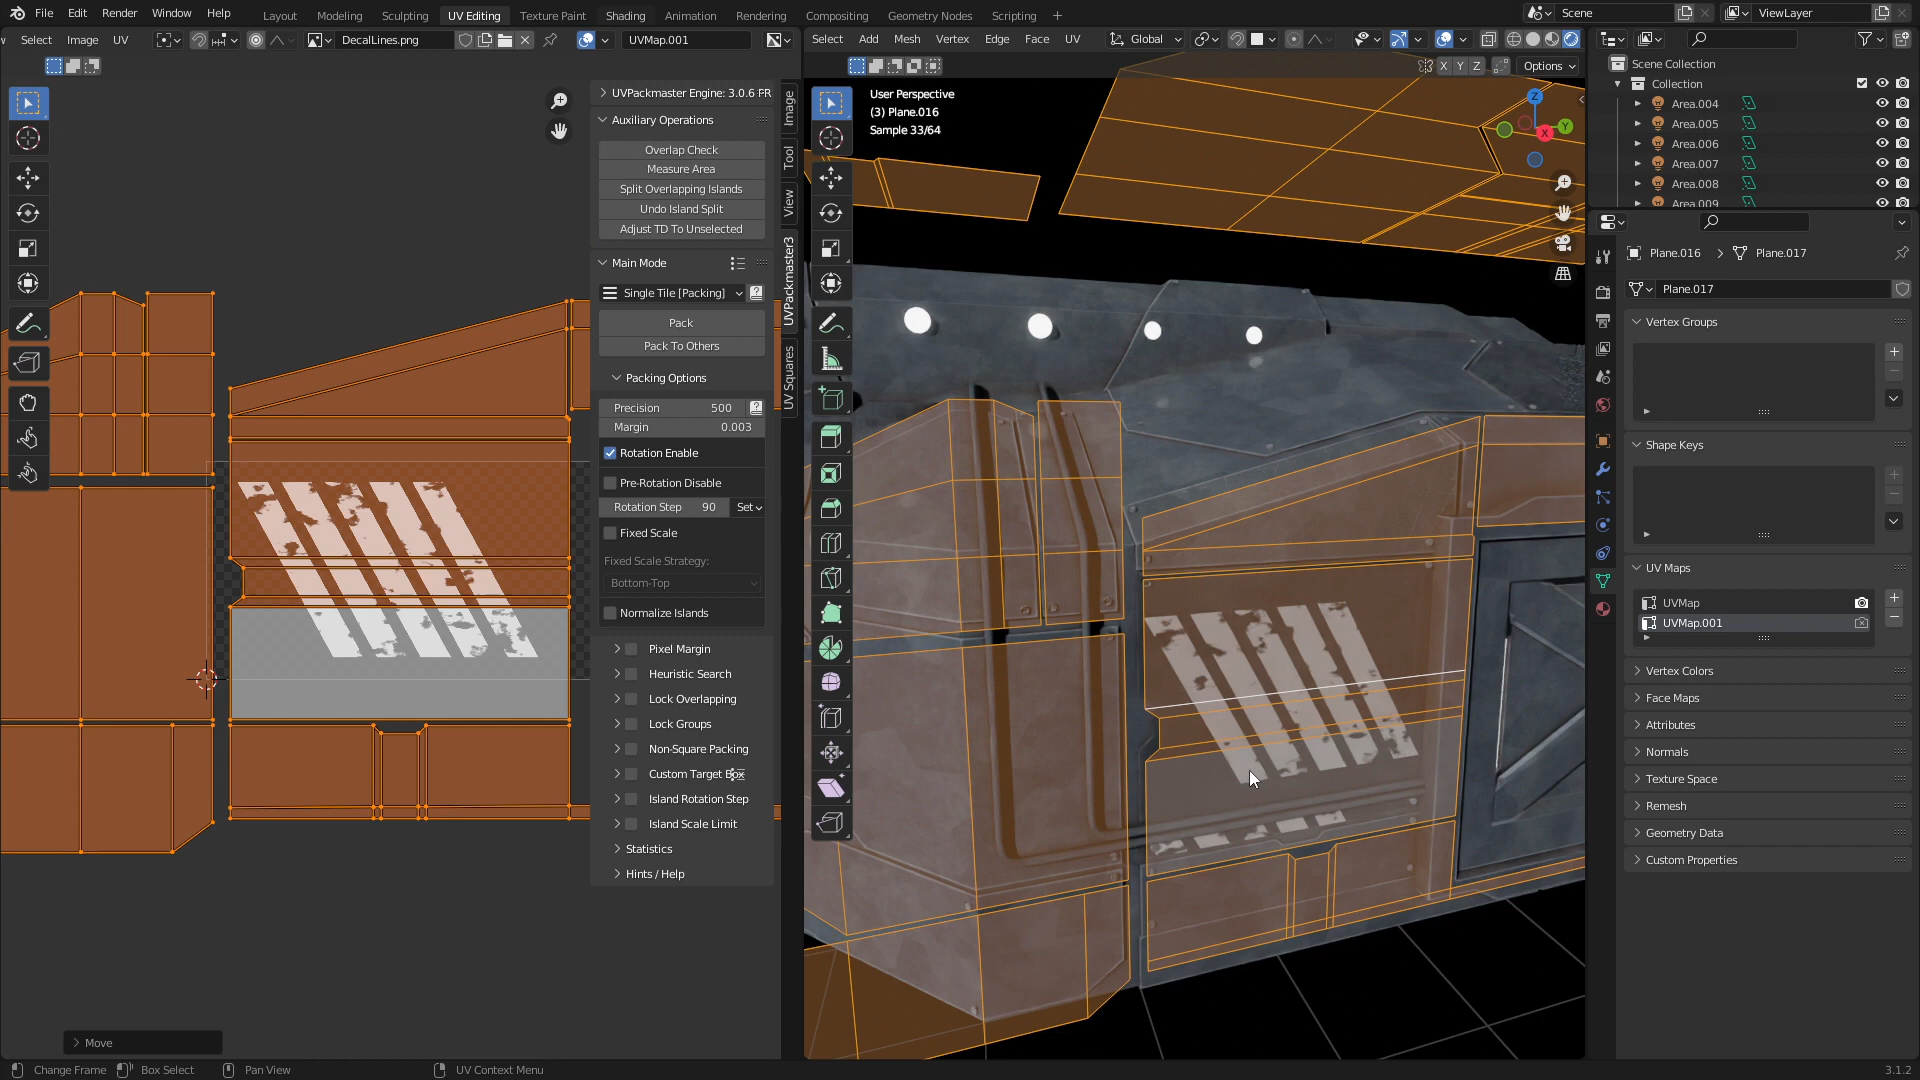 File Edit Render Window Help
Layout Modeling Sculpting UV Editing Texture Paint Shading Animation Rendering Compositing Geometry Nodes Scripting +
Scene
ViewLayer
Select Image UV
DecalLines.png
UVMap.001
Select Add Mesh Vertex Edge Face UV
Global
X Y Z
Options
UVPackmaster Engine: 3.0.6 FR
Auxiliary Operations
Overlap Check
Measure Area
Split Overlapping Islands
Undo Island Split
Adjust TD To Unselected
Main Mode
Single Tile [Packing]
Pack
Pack To Others
Packing Options
Precision 500
Margin 0.003
Rotation Enable
Pre-Rotation Disable
Rotation Step 90 Set
Fixed Scale
Fixed Scale Strategy:
Bottom-Top
Normalize Islands
Pixel Margin
Heuristic Search
Lock Overlapping
Lock Groups
Non-Square Packing
Custom Target Box
Island Rotation Step
Island Scale Limit
Statistics
Hints / Help
Image
Tool
View
UVPackmaster3
UV Squares
Move
User Perspective
(3) Plane.016
Sample 33/64
Z
Y
X
Scene Collection
Collection
Area.004
Area.005
Area.006
Area.007
Area.008
Area.009
Plane.016 > Plane.017
Plane.017
Vertex Groups
Shape Keys
UV Maps
UVMap
UVMap.001
Vertex Colors
Face Maps
Attributes
Normals
Texture Space
Remesh
Geometry Data
Custom Properties
Change Frame Box Select Pan View UV Context Menu
3.1.2